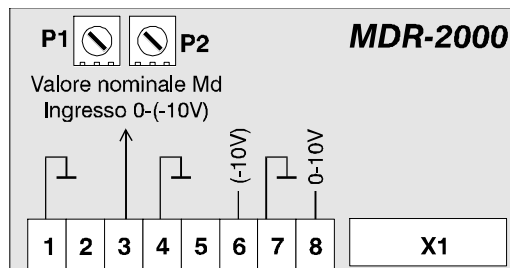 P1 P2 MDR-2000
Valore nominale Md
Ingresso 0-(-10V)
(-10V) 0-10V
1 2 3 4 5 6 7 8 X1